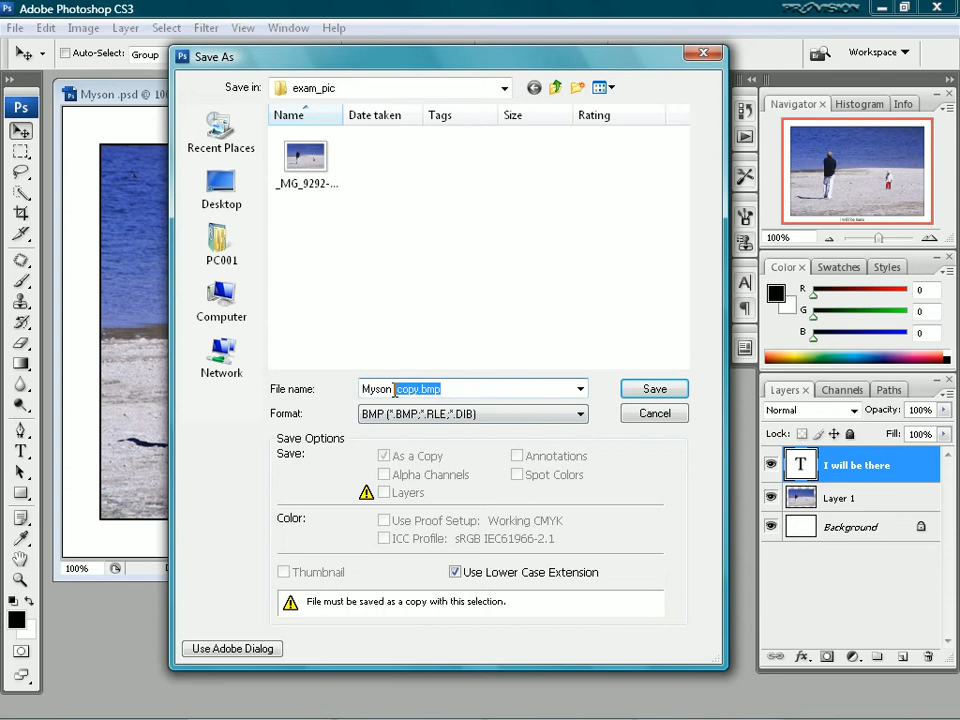 Adobe Photoshop CS3
PROVISION
File Edit Image Layer Select Filter View Window Help
Auto-Select: Group
Workspace
Myson .psd @ 10
Save As
Save in: exam_pic
Name Date taken Tags Size Rating
_MG_9292-...
Recent Places
Desktop
PC001
Computer
Network
File name: Myson copy.bmp
Save
Format: BMP (*.BMP;*.RLE;*.DIB)
Cancel
Save Options
Save: As a Copy Annotations
Alpha Channels Spot Colors
Layers
Color: Use Proof Setup: Working CMYK
ICC Profile: sRGB IEC61966-2.1
Thumbnail Use Lower Case Extension
File must be saved as a copy with this selection.
Use Adobe Dialog
100%
Ps
Navigator Histogram Info
I will be there
100%
Color Swatches Styles
R 0
G 0
B 0
Layers Channels Paths
Normal Opacity: 100%
Lock: Fill: 100%
T I will be there
Layer 1
Background